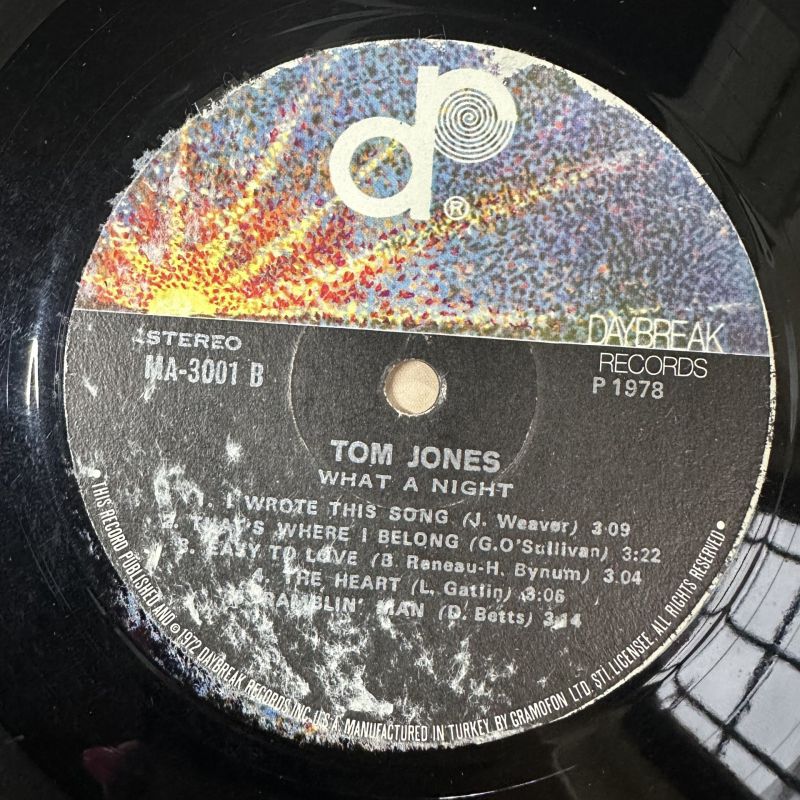 dp®
DAYBREAK
RECORDS
STEREO
MA-3001 B
P 1978
TOM JONES
WHAT A NIGHT
1. I WROTE THIS SONG (J. Weaver) 3·09
2. THAT'S WHERE I BELONG (G.O'Sullivan) 3:22
3. EASY TO LOVE (B. Reneau-H. Bynum) 3.04
4. THE HEART (L. Gatlin) 3:06
RAMBLIN' MAN (D. Betts) 3:14
• THIS RECORD PUBLISHED AND © 1972 DAYBREAK RECORDS, INC. U.S.A. MANUFACTURED IN TURKEY BY GRAMOFON LTD. STI. LICENSEE. ALL RIGHTS RESERVED •